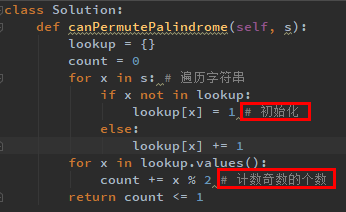 class Solution:
    def canPermutePalindrome(self, s):
        lookup = {}
        count = 0
        for x in s: # 遍历字符串
            if x not in lookup:
                lookup[x] = 1 # 初始化
            else:
                lookup[x] += 1
        for x in lookup.values():
            count += x % 2 # 计数奇数的个数
        return count <= 1